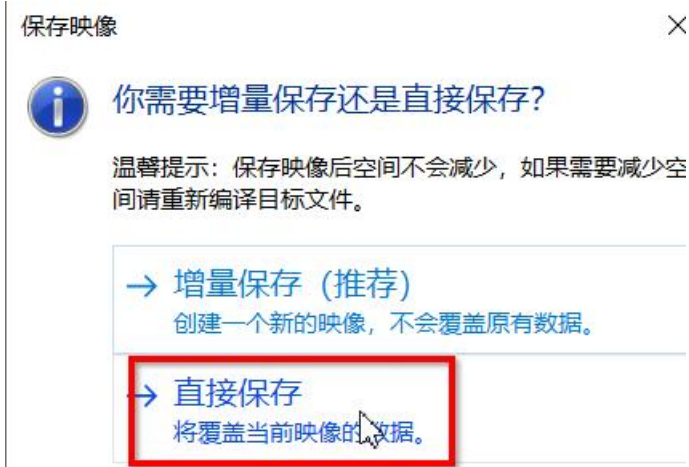 保存映像
你需要增量保存还是直接保存?
温馨提示：保存映像后空间不会减少，如果需要减少空
间请重新编译目标文件。
→ 增量保存（推荐）
创建一个新的映像，不会覆盖原有数据。
→ 直接保存
将覆盖当前映像的数据。